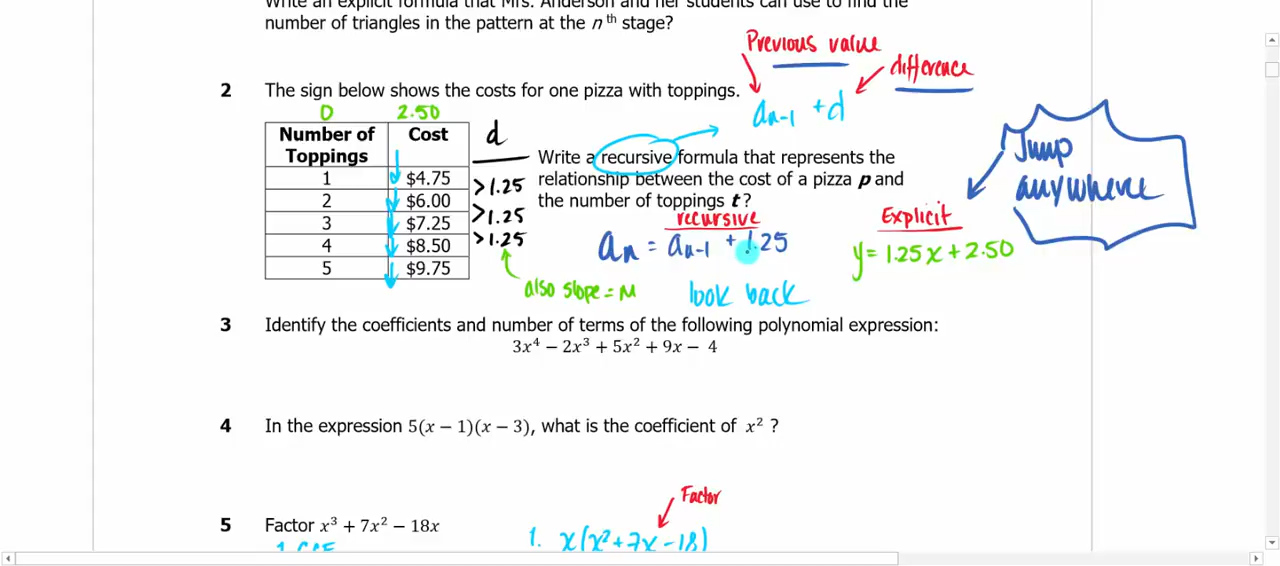 Write an explicit formula that Mrs. Anderson and her students can use to find the
number of triangles in the pattern at the n th stage?
Previous value
difference
aₙ₋₁ + d
2 The sign below shows the costs for one pizza with toppings.
0 2.50
Number of Toppings Cost d
1 $4.75
2 $6.00
3 $7.25
4 $8.50
5 $9.75
>1.25
>1.25
>1.25
also slope = M
Write a recursive formula that represents the
relationship between the cost of a pizza p and
the number of toppings t?
recursive
aₙ = aₙ₋₁ + 1.25
look back
Explicit
y = 1.25x + 2.50
Jump
anywhere
3 Identify the coefficients and number of terms of the following polynomial expression:
3x⁴ − 2x³ + 5x² + 9x − 4
4 In the expression 5(x − 1)(x − 3), what is the coefficient of x² ?
Factor
5 Factor x³ + 7x² − 18x
1. x(x² + 7x − 18)
1. GCF